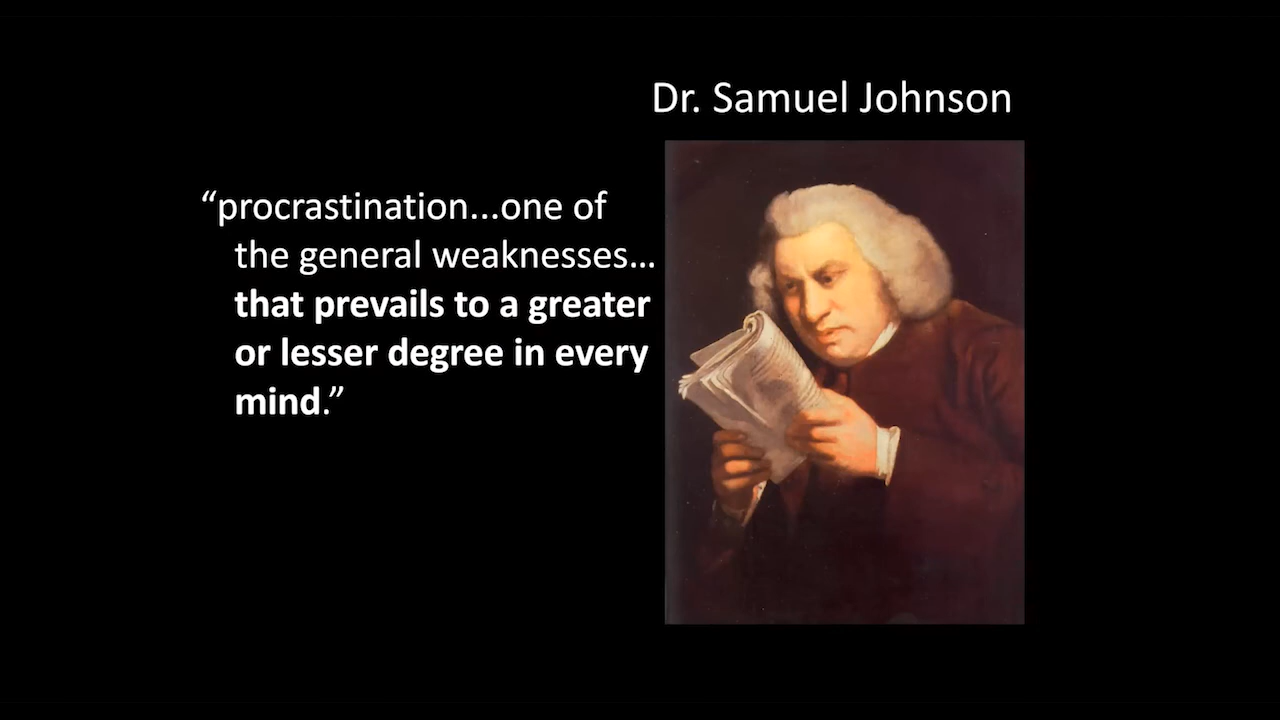 Dr. Samuel Johnson
“procrastination...one of
the general weaknesses...
that prevails to a greater
or lesser degree in every
mind.”